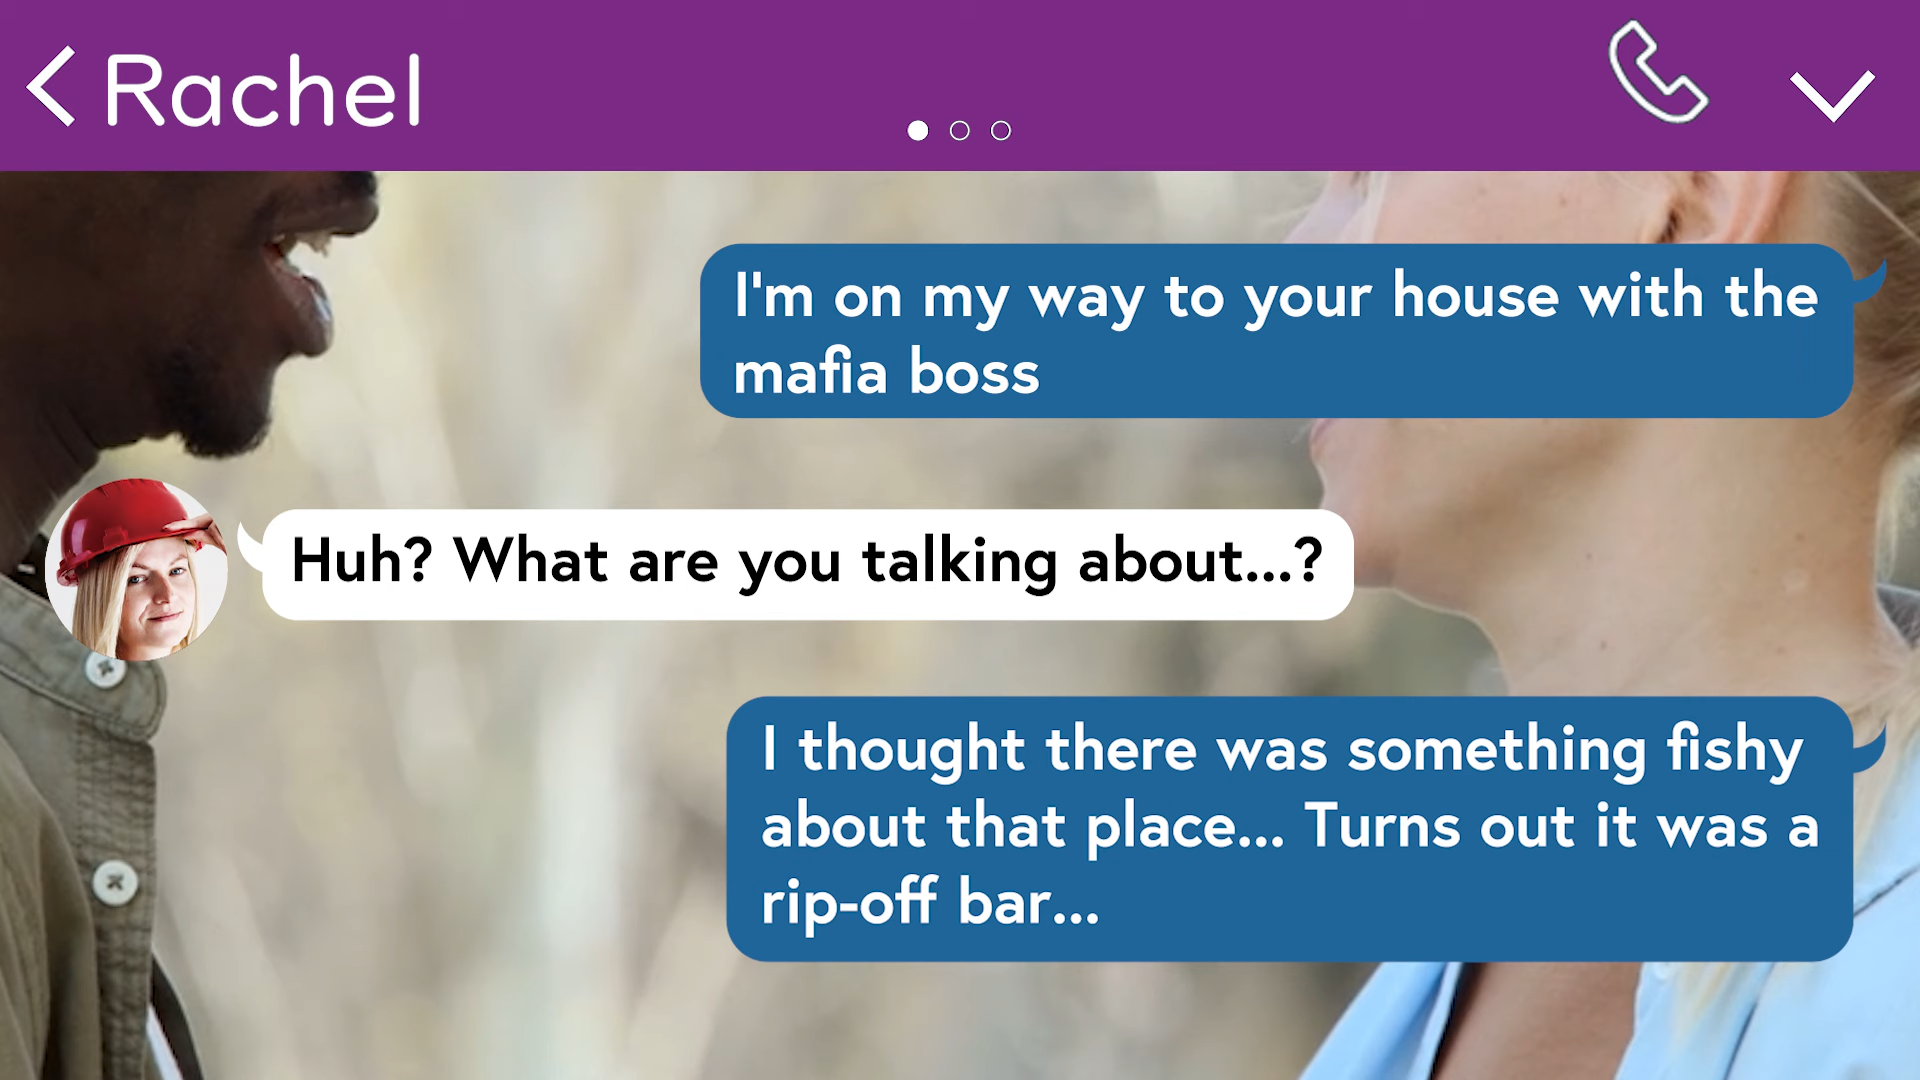 Rachel
I'm on my way to your house with the
mafia boss
Huh? What are you talking about...?
I thought there was something fishy
about that place... Turns out it was a
rip-off bar...